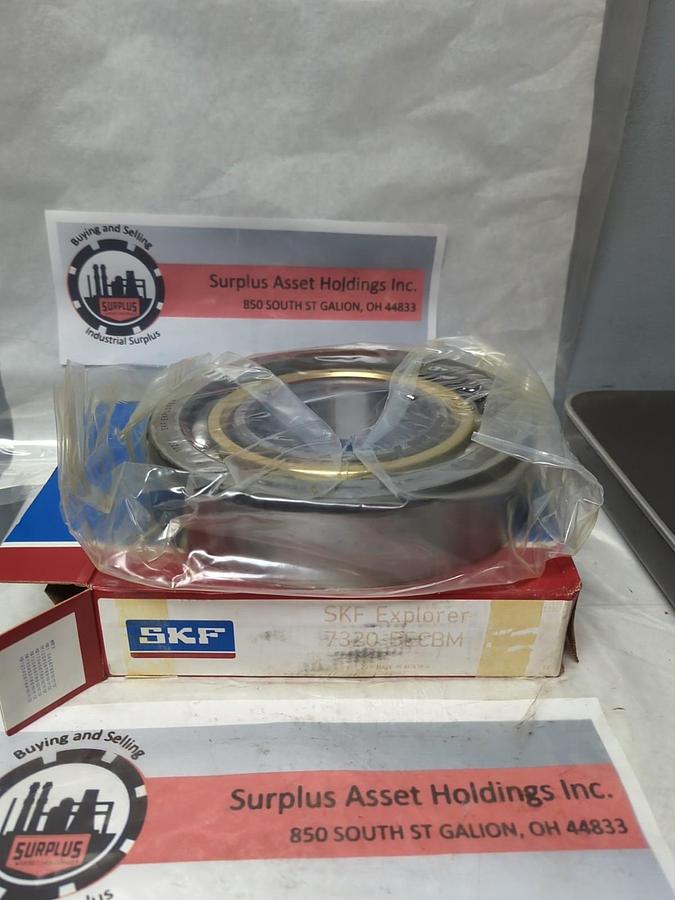 Buying and Selling
SURPLUS
Industrial Surplus
Surplus Asset Holdings Inc.
850 SOUTH ST GALION, OH 44833
SKF
SKF Explorer
7320 BECBM
Buying and Selling
SURPLUS
Surplus Asset Holdings Inc.
850 SOUTH ST GALION, OH 44833